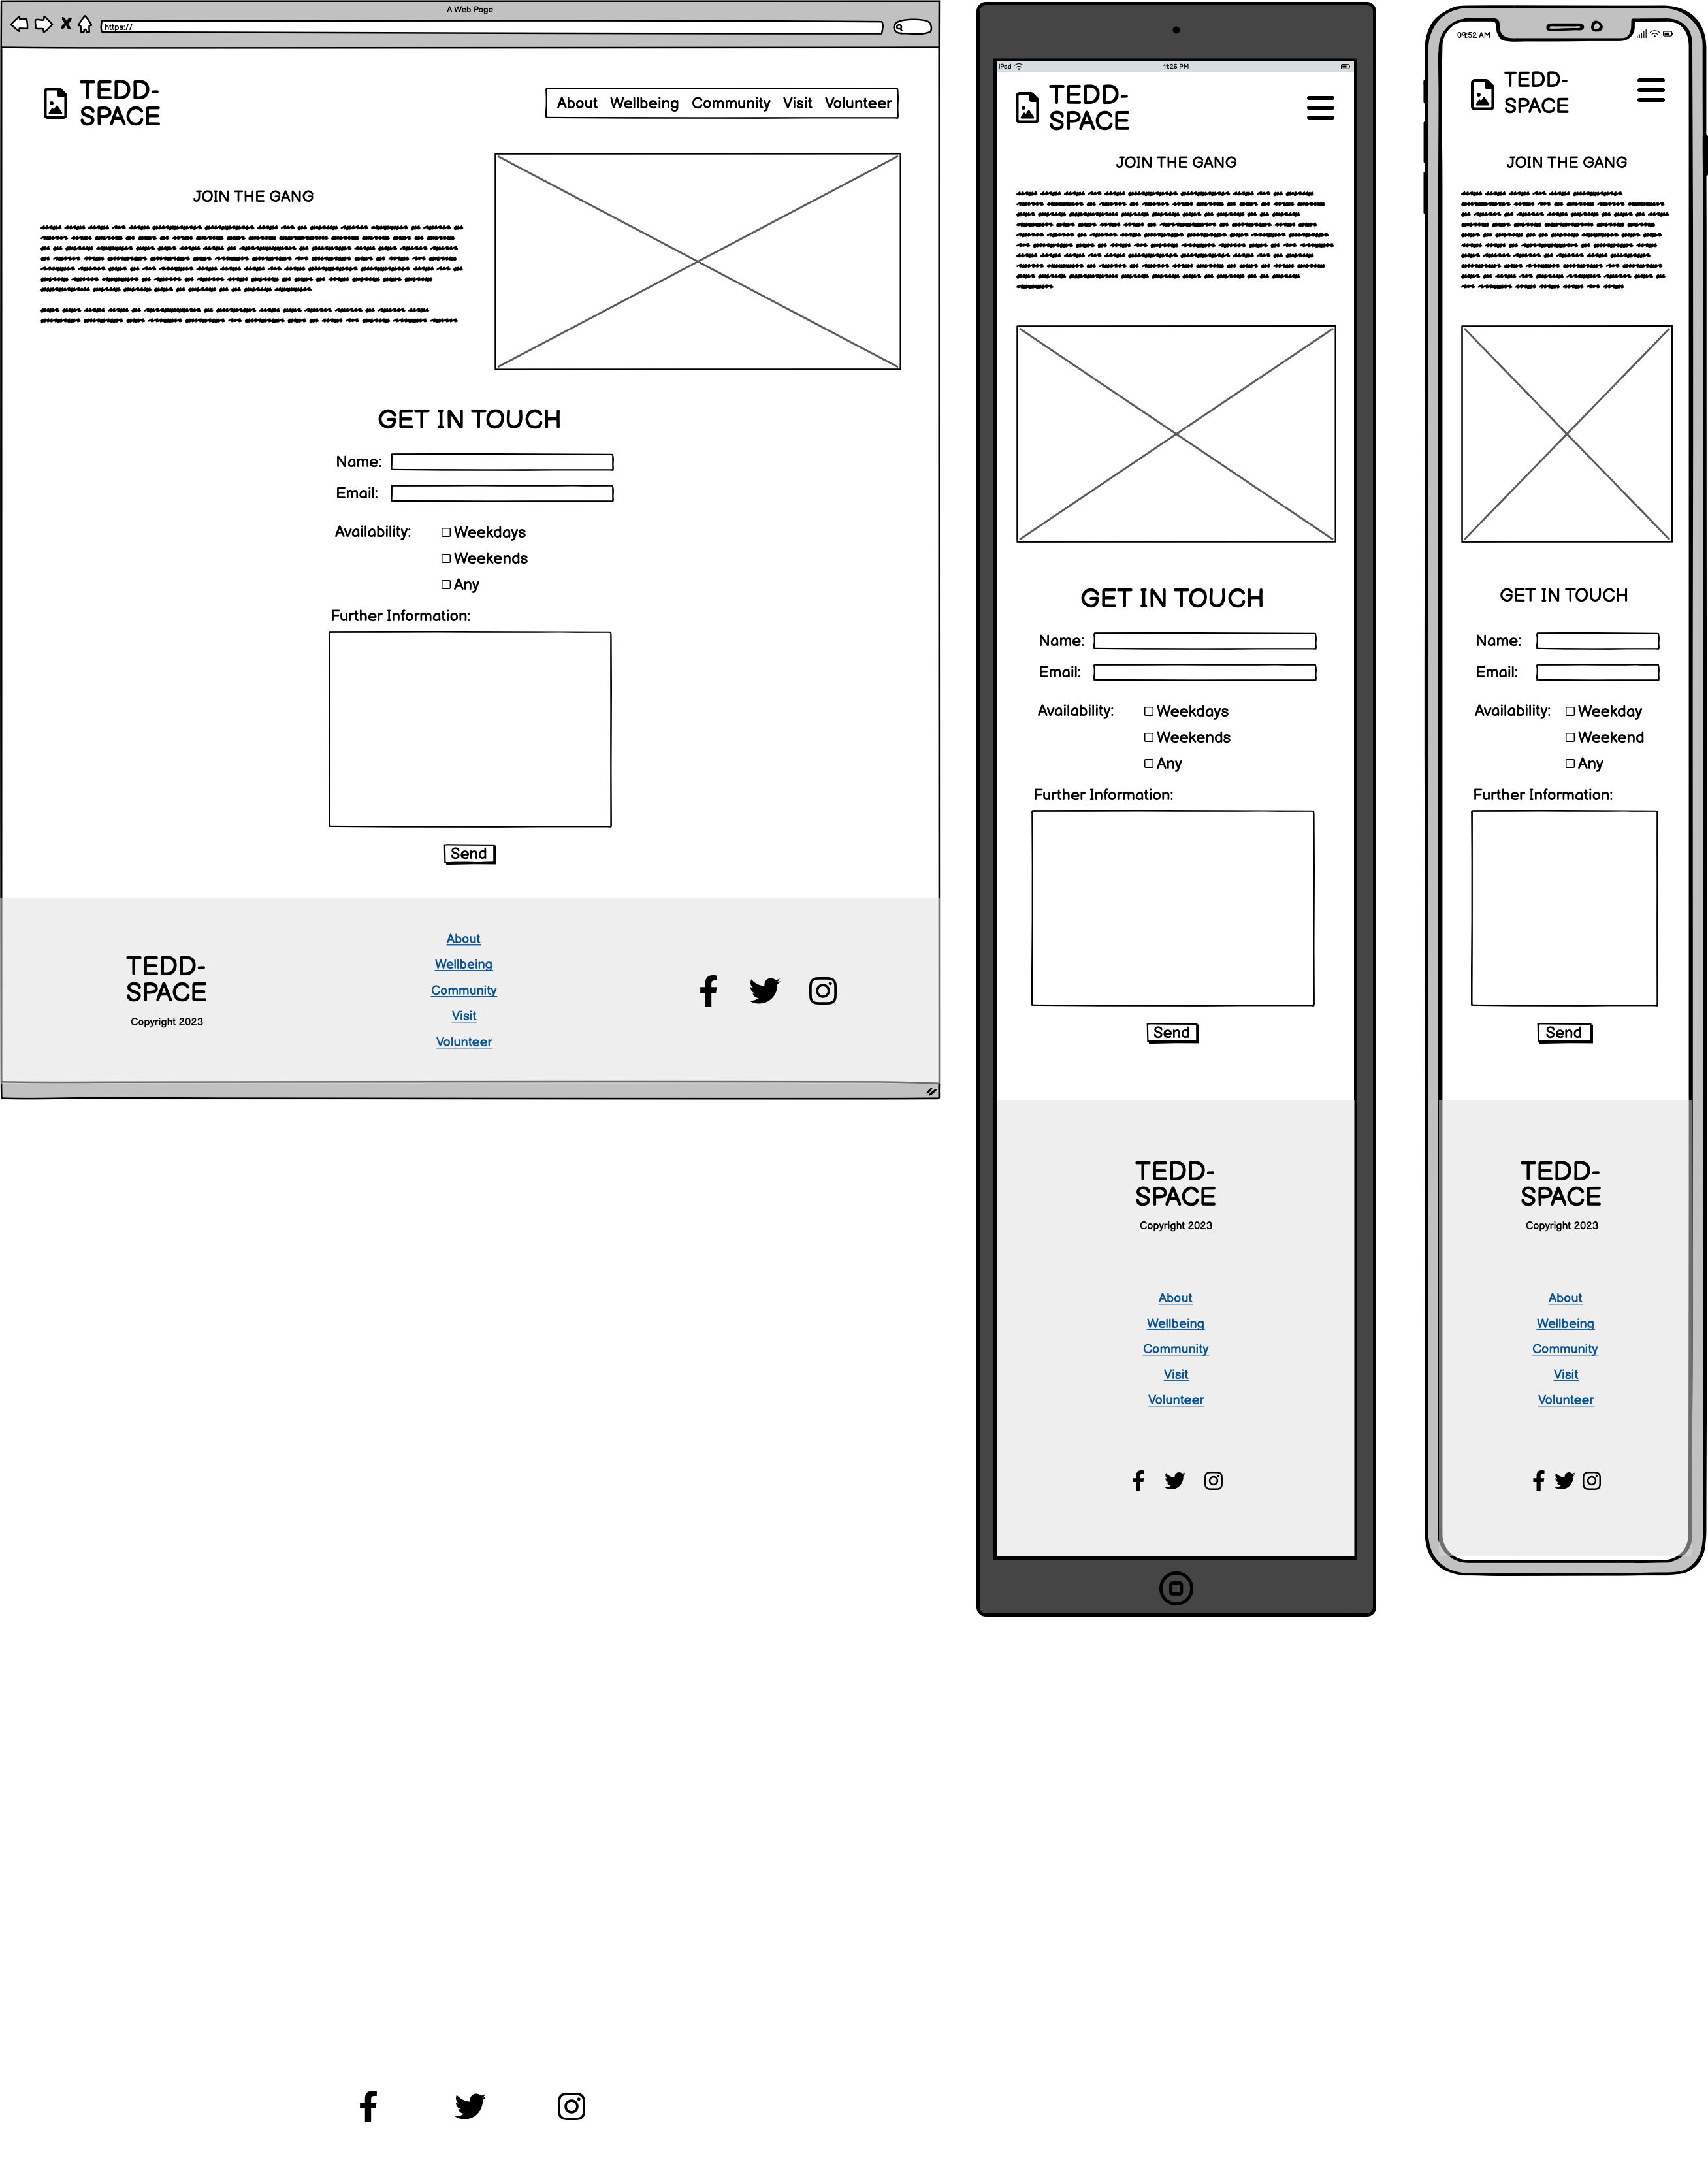 A Web Page
https://
TEDD-
SPACE
About Wellbeing Community Visit Volunteer
JOIN THE GANG
GET IN TOUCH
Name:
Email:
Availability:
Weekdays
Weekends
Any
Further Information:
Send
TEDD-
SPACE
Copyright 2023
About
Wellbeing
Community
Visit
Volunteer
iPad
11:26 PM
TEDD-
SPACE
JOIN THE GANG
GET IN TOUCH
Name:
Email:
Availability:
Weekdays
Weekends
Any
Further Information:
Send
TEDD-
SPACE
Copyright 2023
About
Wellbeing
Community
Visit
Volunteer
09:52 AM
TEDD-
SPACE
JOIN THE GANG
GET IN TOUCH
Name:
Email:
Availability:
Weekday
Weekend
Any
Further Information:
Send
TEDD-
SPACE
Copyright 2023
About
Wellbeing
Community
Visit
Volunteer